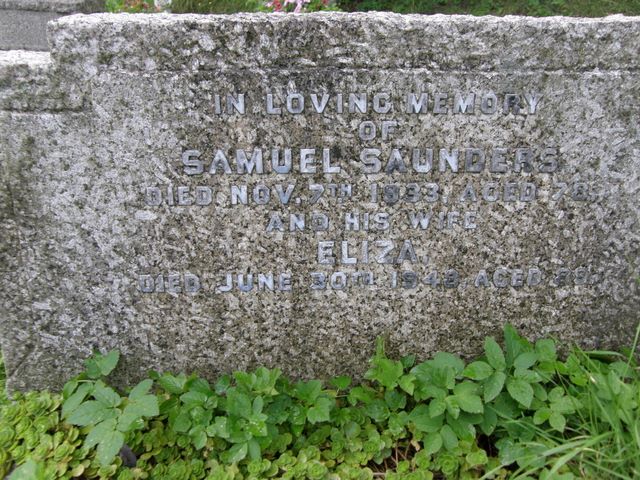 IN LOVING MEMORY
OF
SAMUEL SAUNDERS
DIED NOV. 7TH 1933, AGED 78.
AND HIS WIFE
ELIZA,
DIED JUNE 30TH AGED